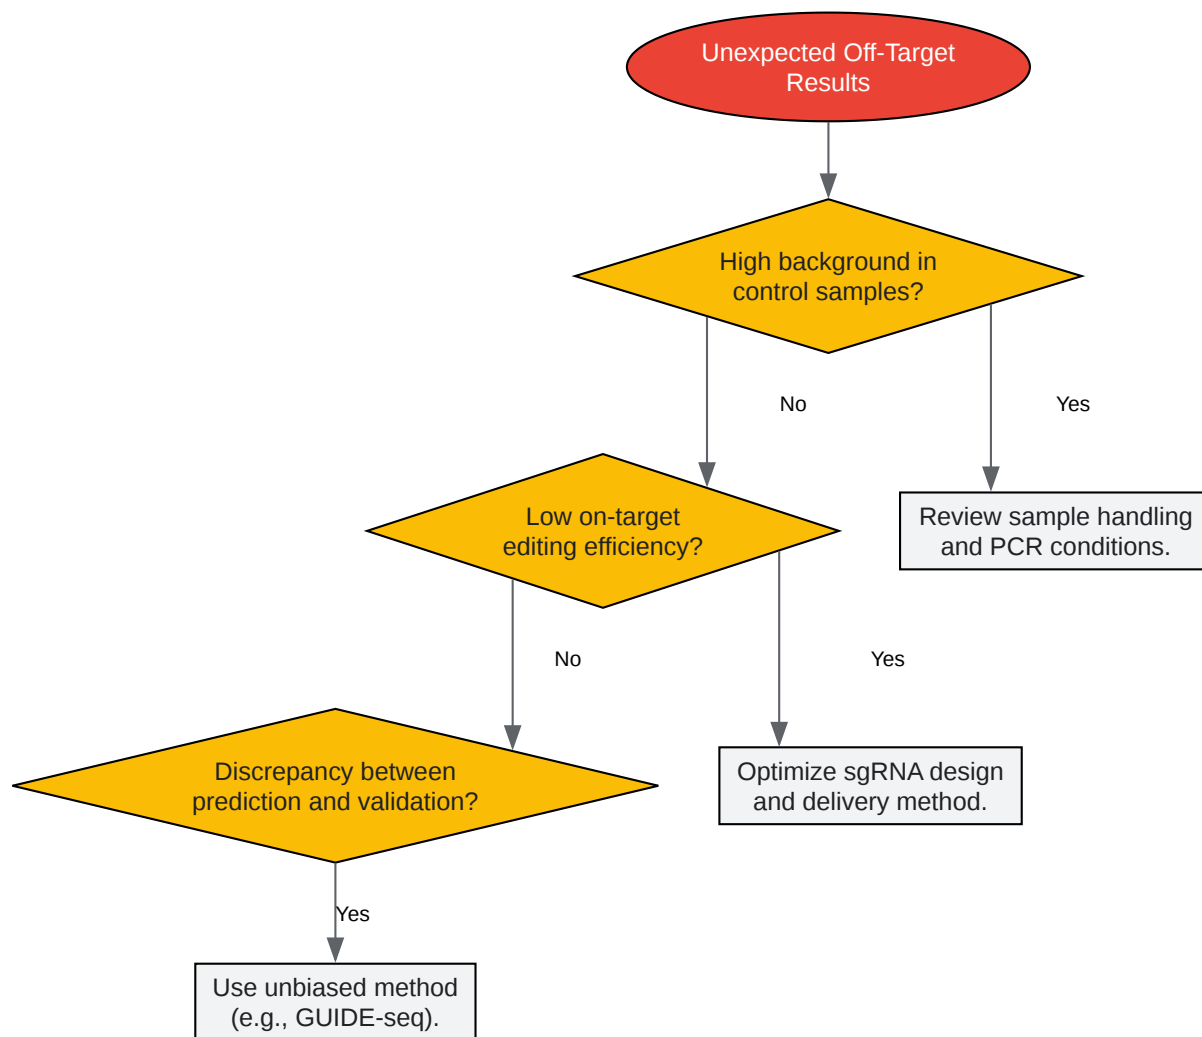 Unexpected Off-Target
Results
High background in
control samples?
No
Yes
Low on-target
editing efficiency?
Review sample handling
and PCR conditions.
No
Yes
Discrepancy between
prediction and validation?
Optimize sgRNA design
and delivery method.
Yes
Use unbiased method
(e.g., GUIDE-seq).